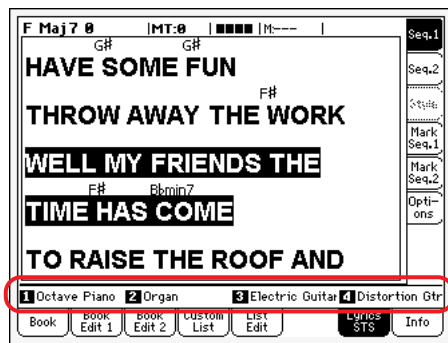 F Maj7 0 |MT:0 | |M:--- |
Seq.1
G# G#
HAVE SOME FUN
Seq.2
F#
THROW AWAY THE WORK
Style
Mark Seq.1
WELL MY FRIENDS THE
Mark Seq.2
F# Bbmin7
TIME HAS COME
Opti-ons
TO RAISE THE ROOF AND
1 Octave Piano 2 Organ 3 Electric Guitar 4 Distortion Gtr
Book Book Edit 1 Book Edit 2 Custom List List Edit Lyrics STS Info